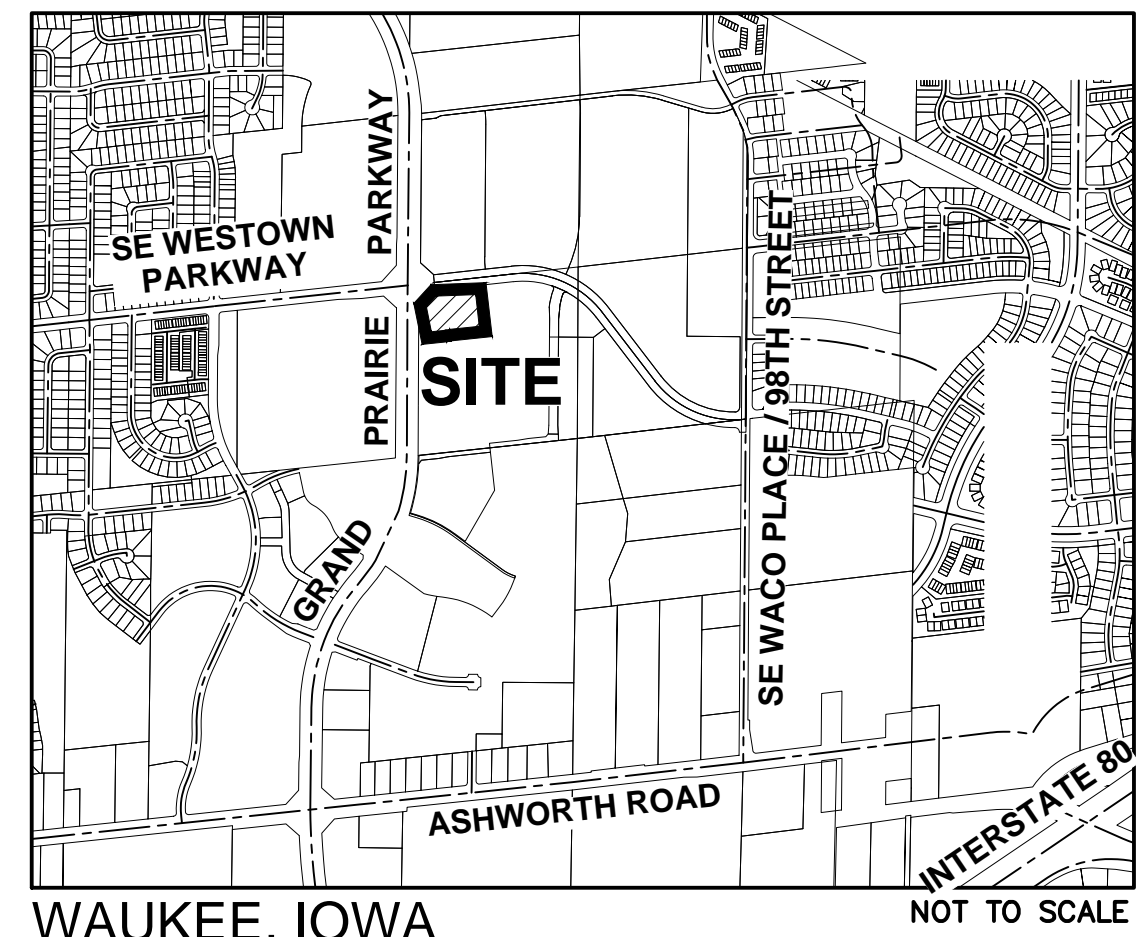 PARKWAY
SE WESTOWN
PARKWAY
PRAIRIE
SITE
GRAND
SE WACO PLACE / 98TH STREET
ASHWORTH ROAD
INTERSTATE 80
WAUKEE, IOWA
NOT TO SCALE